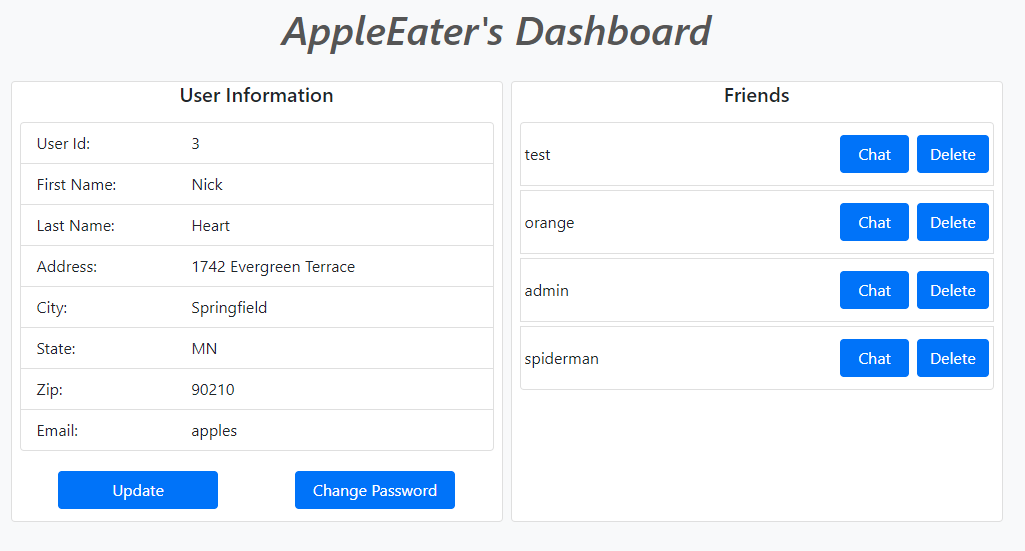 AppleEater's Dashboard
User Information
User Id: 3
First Name: Nick
Last Name: Heart
Address: 1742 Evergreen Terrace
City: Springfield
State: MN
Zip: 90210
Email: apples
Update Change Password
Friends
test Chat Delete
orange Chat Delete
admin Chat Delete
spiderman Chat Delete